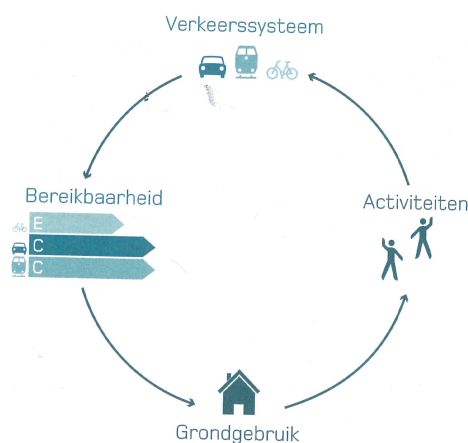 Verkeerssysteem
Bereikbaarheid
E
C
C
Activiteiten
Grondgebruik